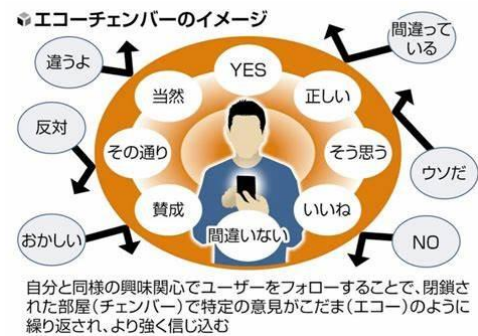 エコーチェンバーのイメージ
違うよ
間違って
いる
YES
当然
正しい
反対
その通り
そう思う
ウソだ
賛成
いいね
おかしい
間違いない
NO
自分と同様の興味関心でユーザーをフォローすることで、閉鎖
された部屋(チェンバー)で特定の意見がこだま(エコー)のように
繰り返され、より強く信じ込む